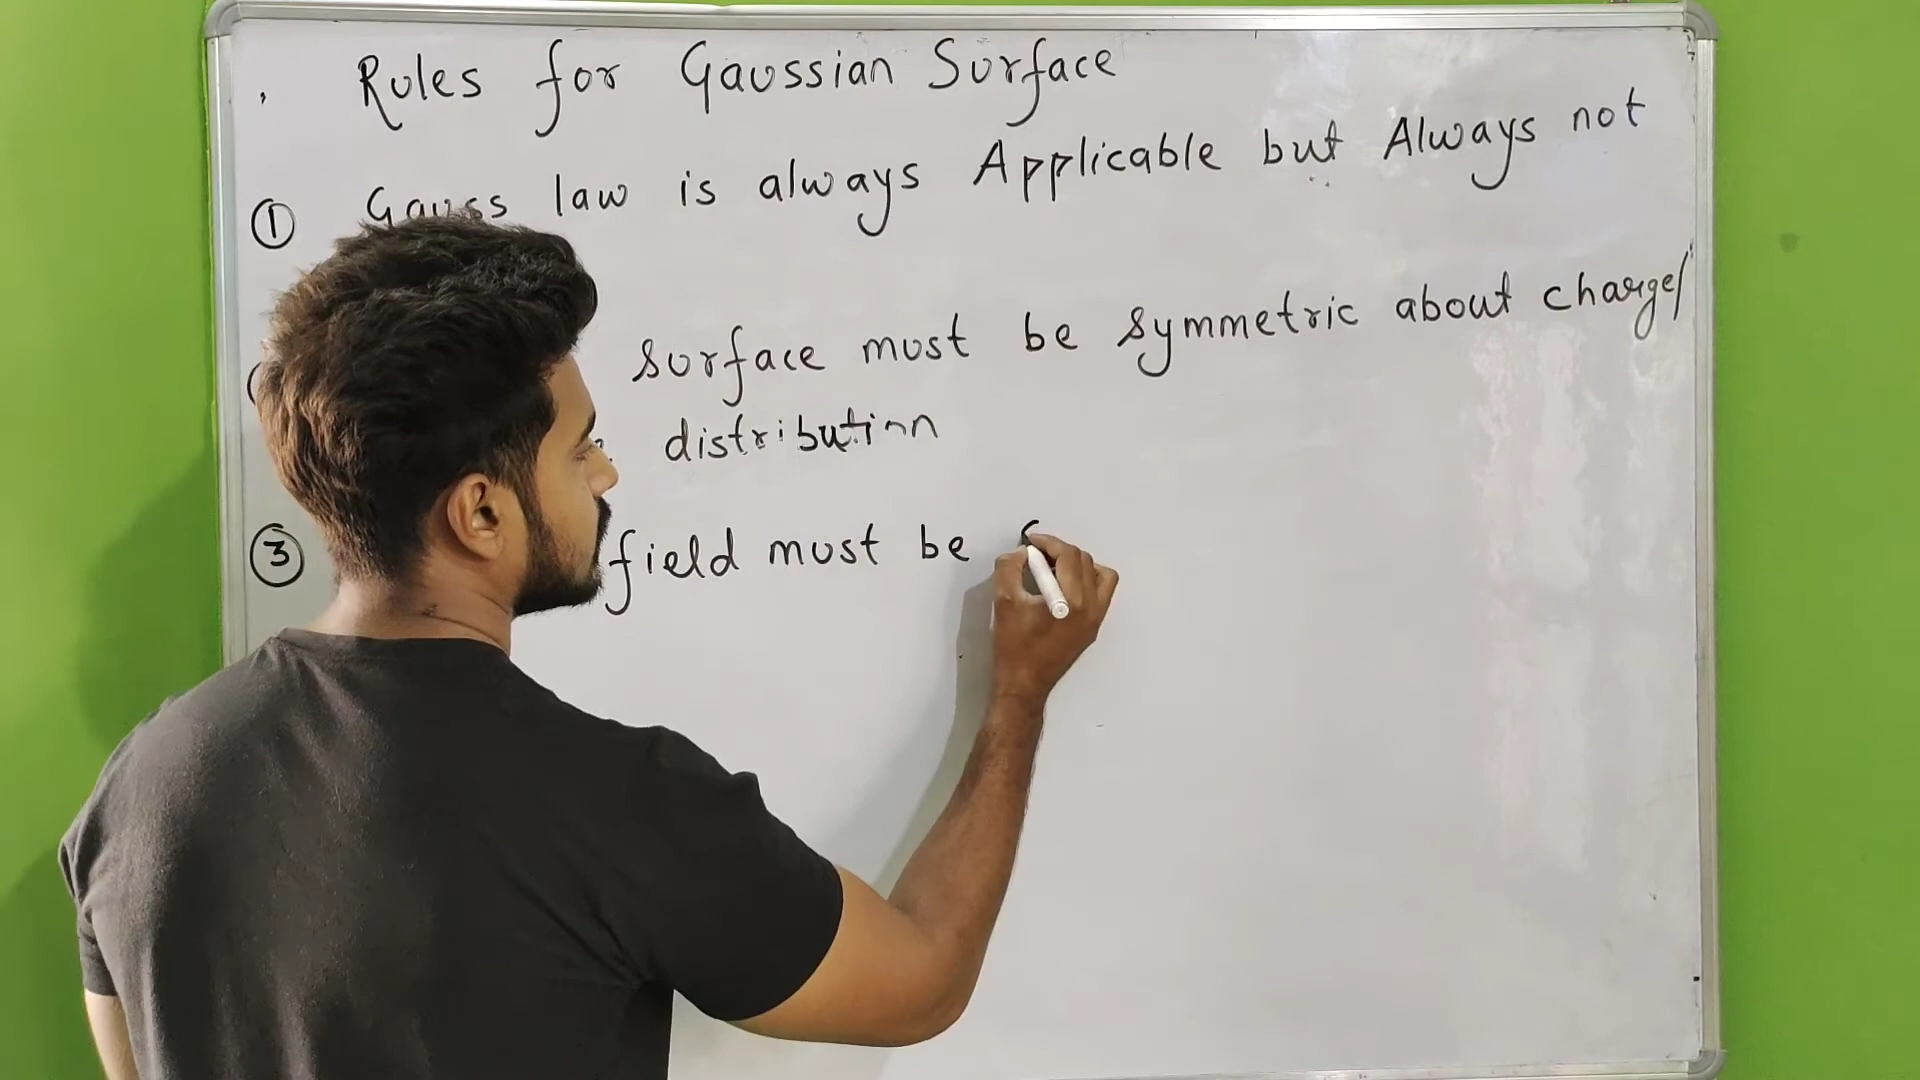 Rules for Gaussian Surface
① Gauss law is always Applicable but Always not
surface must be symmetric about charge/
distribution
③ field must be